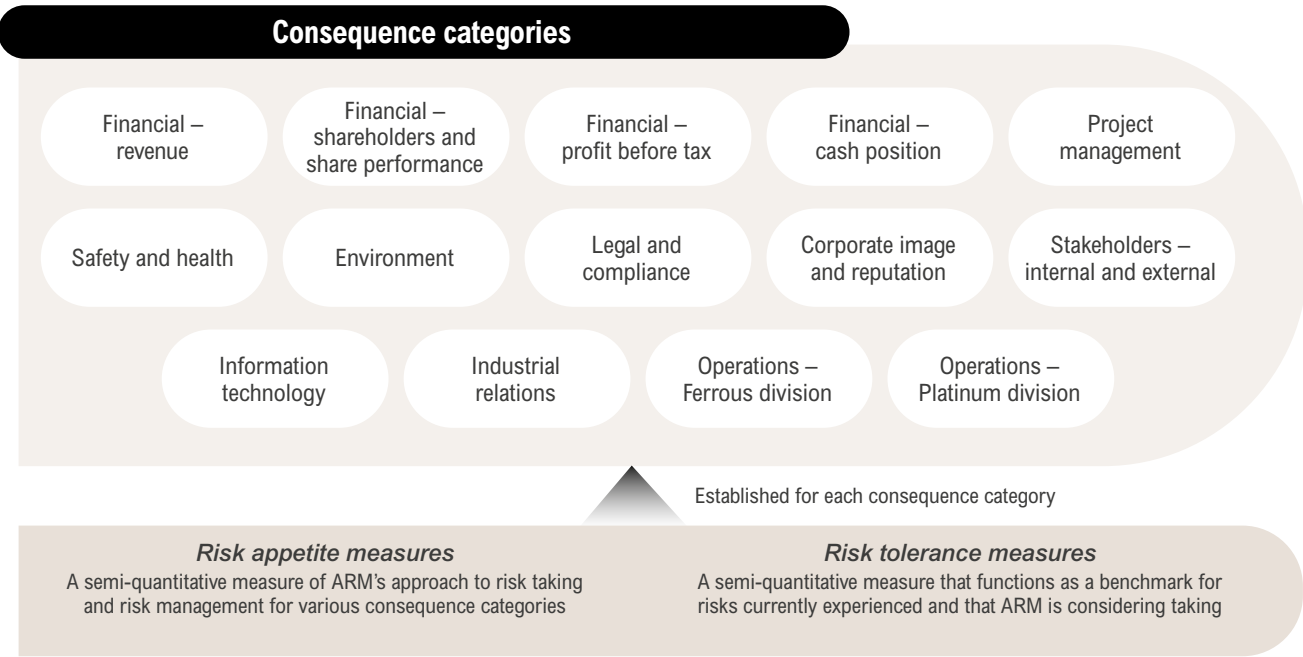 Consequence categories
Financial –
revenue
Financial –
shareholders and
share performance
Financial –
profit before tax
Financial –
cash position
Project
management
Safety and health
Environment
Legal and
compliance
Corporate image
and reputation
Stakeholders –
internal and external
Information
technology
Industrial
relations
Operations –
Ferrous division
Operations –
Platinum division
Established for each consequence category
Risk appetite measures
A semi-quantitative measure of ARM’s approach to risk taking
and risk management for various consequence categories
Risk tolerance measures
A semi-quantitative measure that functions as a benchmark for
risks currently experienced and that ARM is considering taking